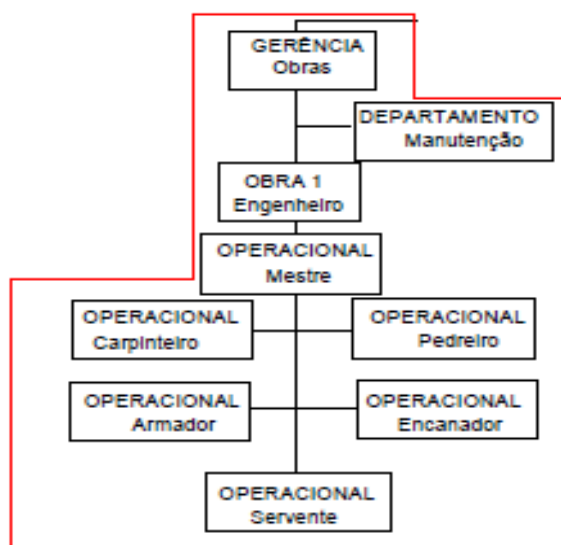 GERÊNCIA
Obras
DEPARTAMENTO
Manutenção
OBRA 1
Engenheiro
OPERACIONAL
Mestre
OPERACIONAL
Carpinteiro
OPERACIONAL
Pedreiro
OPERACIONAL
Armador
OPERACIONAL
Encanador
OPERACIONAL
Servente